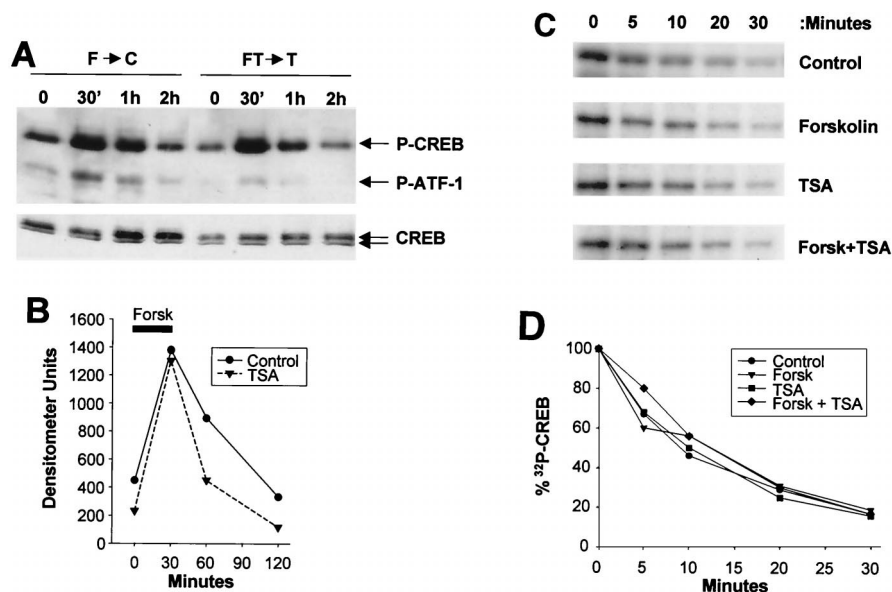 A
F → C
FT → T
0 30' 1h 2h 0 30' 1h 2h
P-CREB
P-ATF-1
CREB
B
Forsk
Control
TSA
Densitometer Units
1600
1400
1200
1000
800
600
400
200
0
0 30 60 90 120
Minutes
C
0 5 10 20 30 :Minutes
Control
Forskolin
TSA
Forsk+TSA
D
Control
Forsk
TSA
Forsk + TSA
% ³²P-CREB
100
80
60
40
20
0
0 5 10 15 20 25 30
Minutes